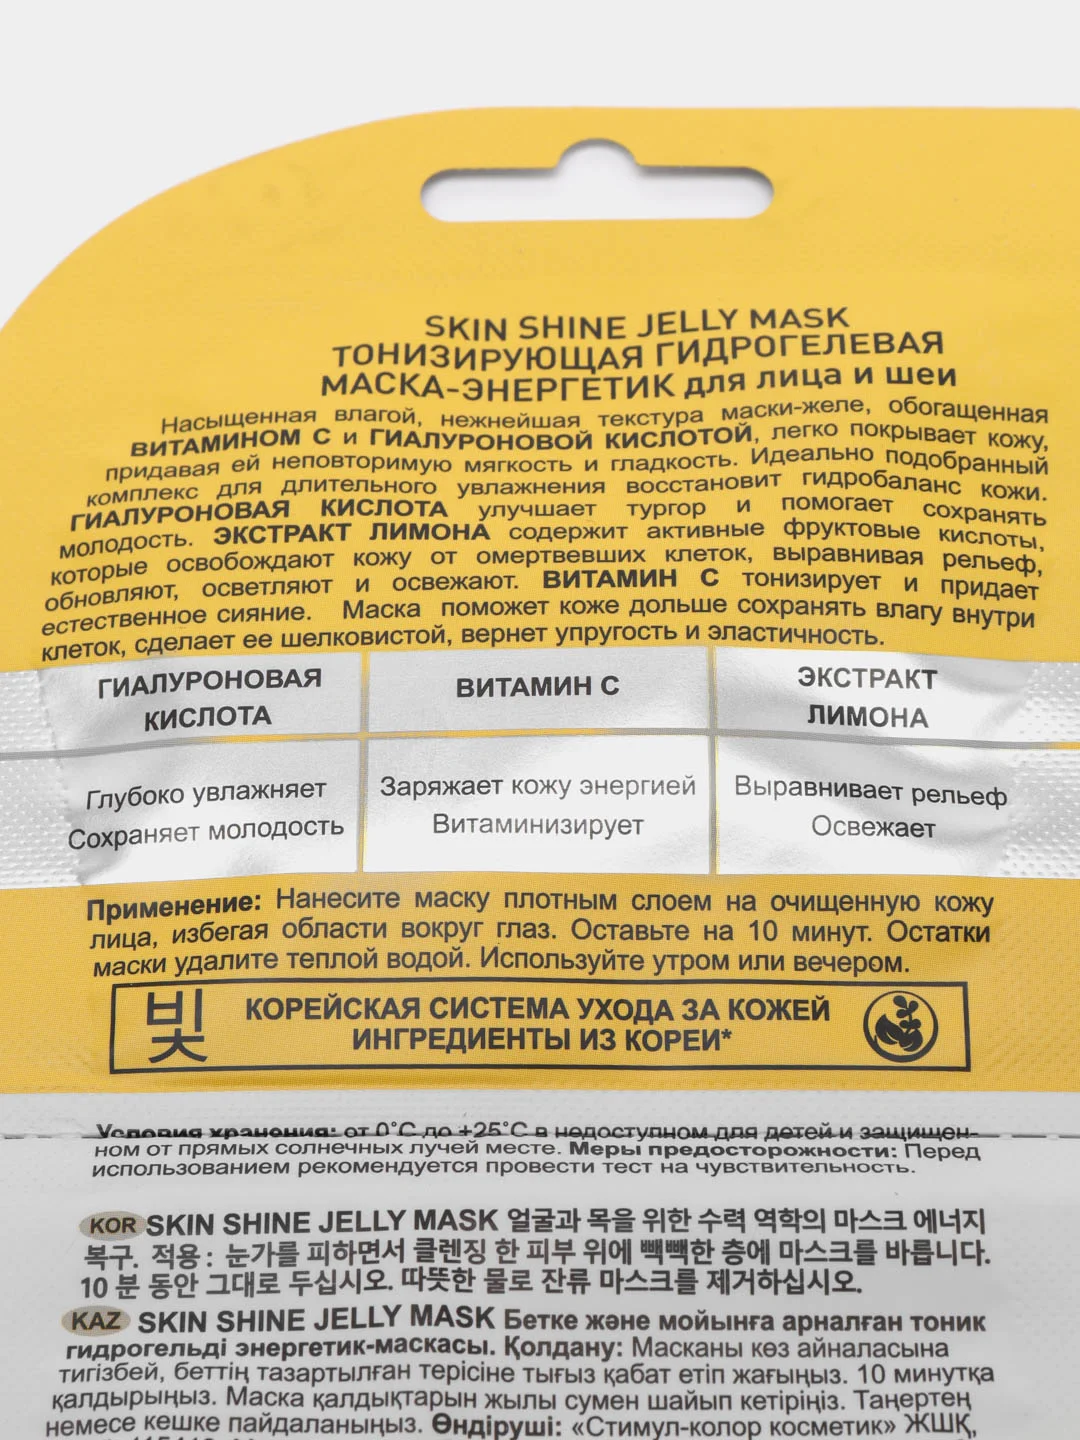 SKIN SHINE JELLY MASK
ТОНИЗИРУЮЩАЯ ГИДРОГЕЛЕВАЯ
МАСКА-ЭНЕРГЕТИК для лица и шеи
Насыщенная влагой, нежнейшая текстура маски-желе, обогащенная
ВИТАМИНОМ С и ГИАЛУРОНОВОЙ КИСЛОТОЙ, легко покрывает кожу,
придавая ей неповторимую мягкость и гладкость. Идеально подобранный
комплекс для длительного увлажнения восстановит гидробаланс кожи.
ГИАЛУРОНОВАЯ КИСЛОТА улучшает тургор и помогает сохранять
молодость. ЭКСТРАКТ ЛИМОНА содержит активные фруктовые кислоты,
которые освобождают кожу от омертвевших клеток, выравнивая рельеф,
обновляют, осветляют и освежают. ВИТАМИН С тонизирует и придает
естественное сияние. Маска поможет коже дольше сохранять влагу внутри
клеток, сделает ее шелковистой, вернет упругость и эластичность.
ГИАЛУРОНОВАЯ
КИСЛОТА
ВИТАМИН С
ЭКСТРАКТ
ЛИМОНА
Глубоко увлажняет
Сохраняет молодость
Заряжает кожу энергией
Витаминизирует
Выравнивает рельеф
Освежает
Применение: Нанесите маску плотным слоем на очищенную кожу
лица, избегая области вокруг глаз. Оставьте на 10 минут. Остатки
маски удалите теплой водой. Используйте утром или вечером.
빛
КОРЕЙСКАЯ СИСТЕМА УХОДА ЗА КОЖЕЙ
ИНГРЕДИЕНТЫ ИЗ КОРЕИ*
Условия хранения: от 0˚С до +25˚С в недоступном для детей и защищен-
ном от прямых солнечных лучей месте. Меры предосторожности: Перед
использованием рекомендуется провести тест на чувствительность.
KOR SKIN SHINE JELLY MASK 얼굴과 목을 위한 수력 역학의 마스크 에너지
복구. 적용 : 눈가를 피하면서 클렌징 한 피부 위에 빽빽한 층에 마스크를 바릅니다.
10 분 동안 그대로 두십시오. 따뜻한 물로 잔류 마스크를 제거하십시오.
KAZ SKIN SHINE JELLY MASK Бетке және мойынға арналған тоник
гидрогельді энергетик-маскасы. Қолдану: Масканы көз айналасына
тигізбей, беттің тазартылған терісіне тығыз қабат етіп жағыңыз. 10 минутқа
қалдырыңыз. Маска қалдықтарын жылы сумен шайып кетіріңіз. Таңертең
немесе кешке пайдаланыңыз. Өндіруші: «Стимул-колор косметик» ЖШҚ,